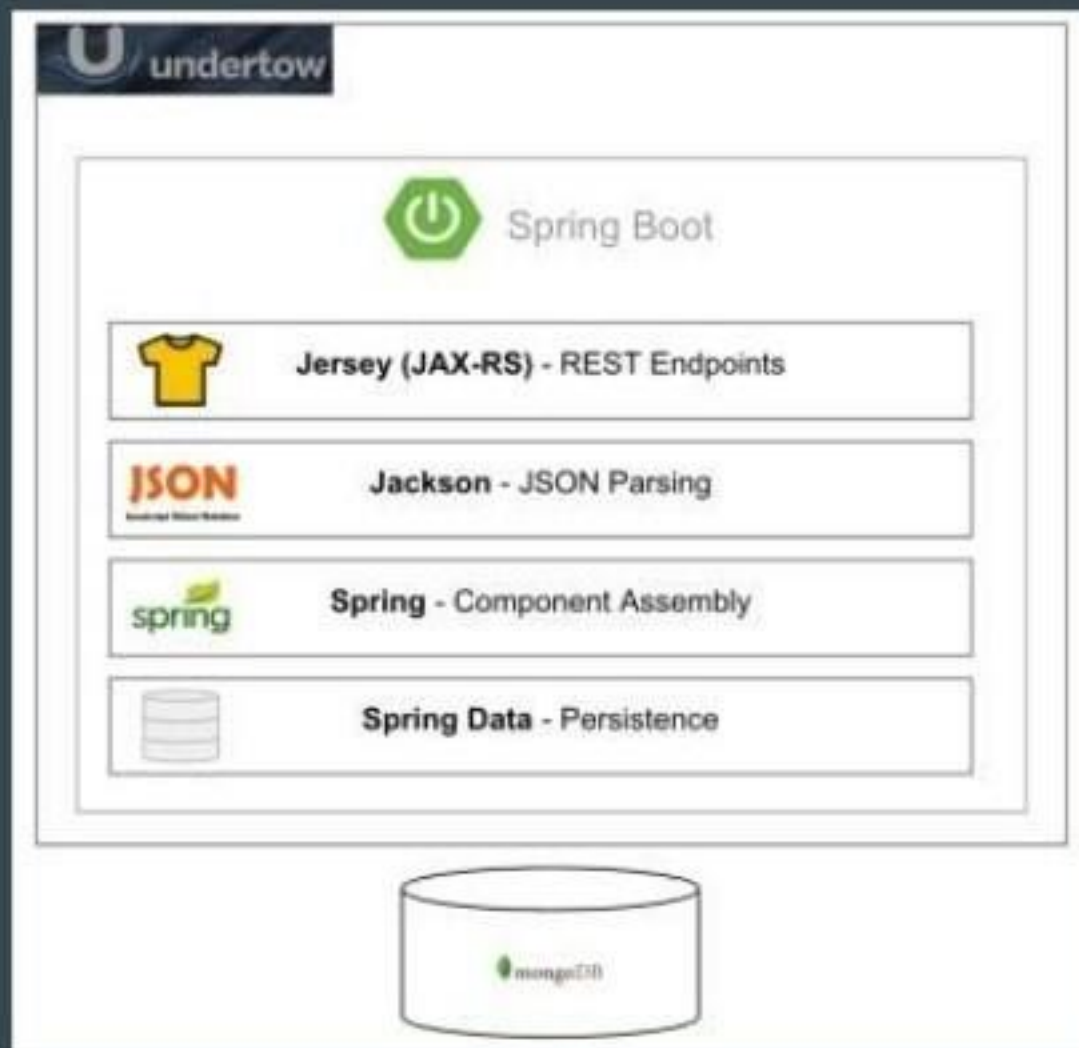 undertow
Spring Boot
Jersey (JAX-RS) - REST Endpoints
JSON
Jackson - JSON Parsing
spring
Spring - Component Assembly
Spring Data - Persistence
mongoDB